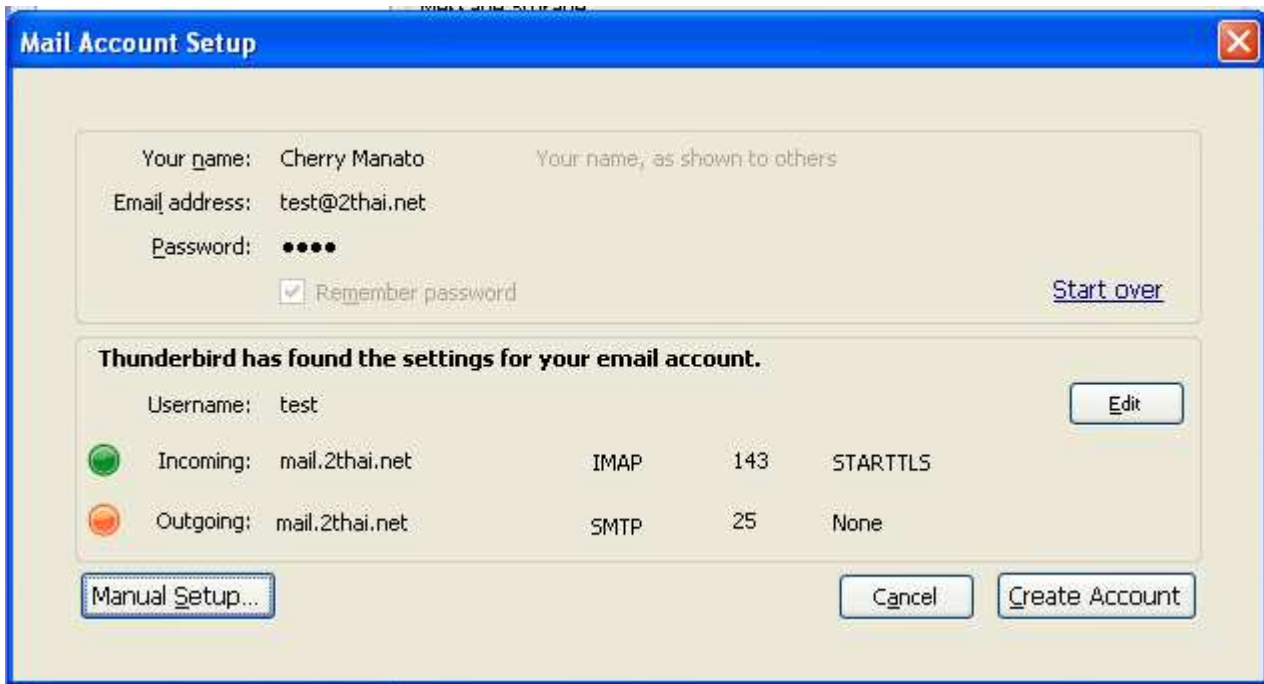 Message Storage
Mail Account Setup
Your name: Cherry Manato Your name, as shown to others
Email address: test@2thai.net
Password: ●●●●
Remember password
Start over
Thunderbird has found the settings for your email account.
Username: test Edit
Incoming: mail.2thai.net IMAP 143 STARTTLS
Outgoing: mail.2thai.net SMTP 25 None
Manual Setup... Cancel Create Account